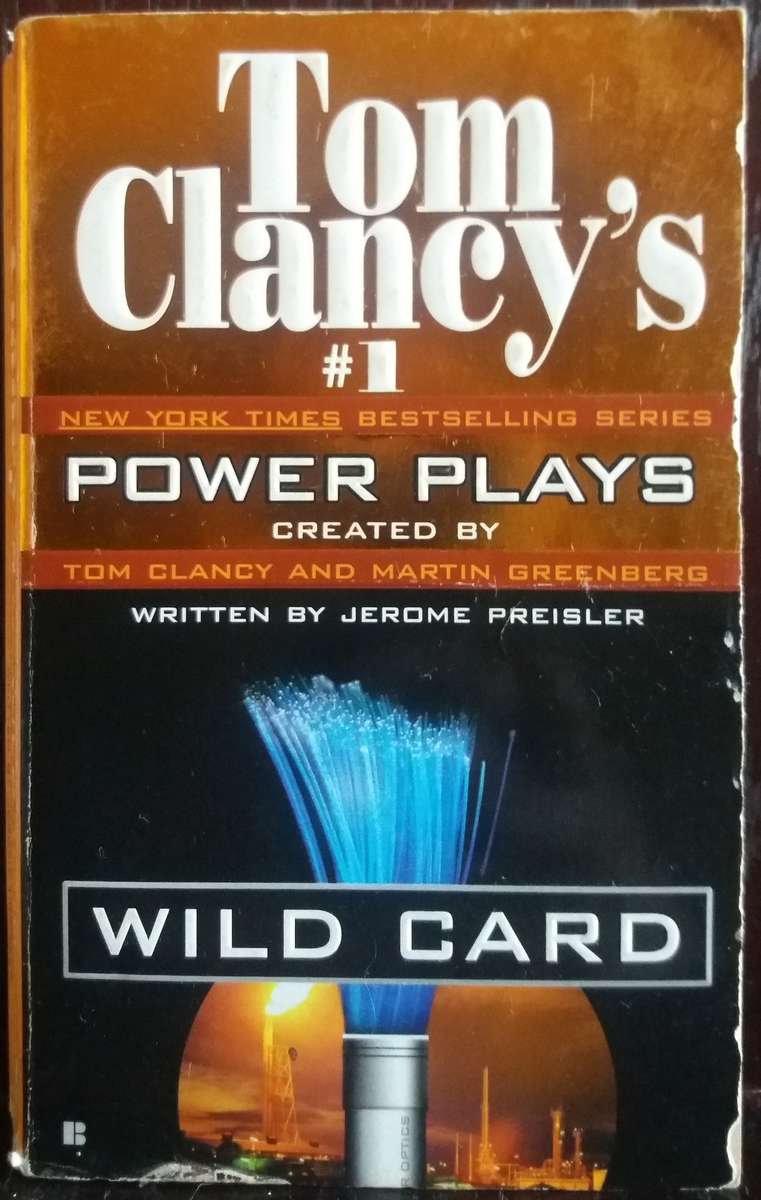 Tom
Clancy's
#1
NEW YORK TIMES BESTSELLING SERIES
POWER PLAYS
CREATED BY
TOM CLANCY AND MARTIN GREENBERG
WRITTEN BY JEROME PREISLER
WILD CARD
R OPTICS
B